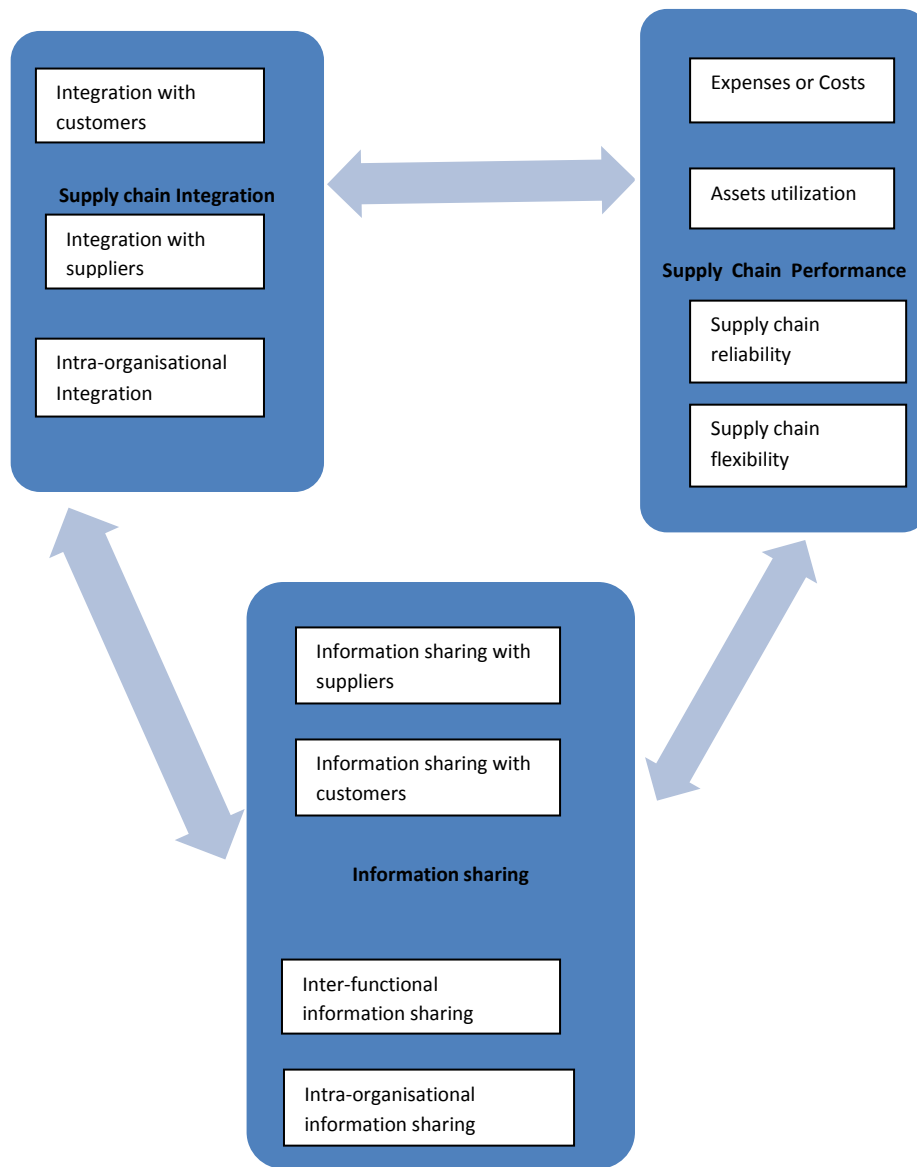 Integration with
customers
Supply chain Integration
Integration with
suppliers
Intra-organisational
Integration
Expenses or Costs
Assets utilization
Supply Chain Performance
Supply chain
reliability
Supply chain
flexibility
Information sharing with
suppliers
Information sharing with
customers
Information sharing
Inter-functional
information sharing
Intra-organisational
information sharing